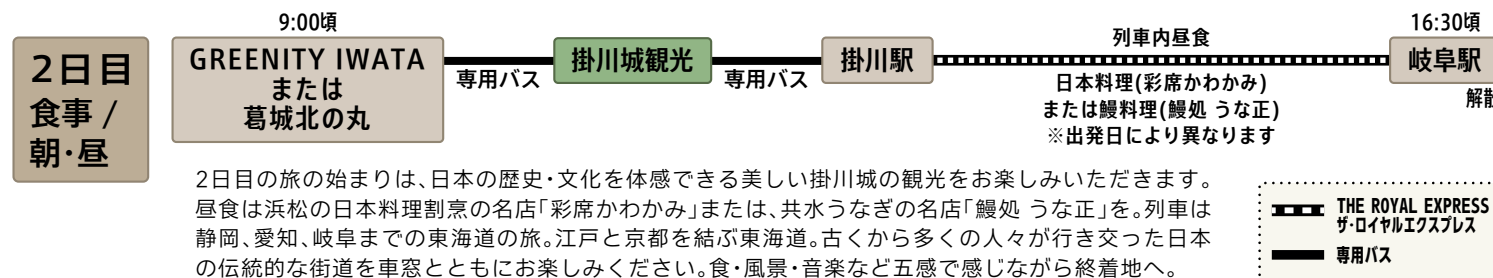 2日目
食事 /
朝・昼
9:00頃
GREENITY IWATA
または
葛城北の丸
専用バス
掛川城観光
専用バス
掛川駅
列車内昼食
日本料理(彩席かわかみ)
または鰻料理(鰻処 うな正)
※出発日により異なります
16:30頃
岐阜駅
解散
2日目の旅の始まりは、日本の歴史・文化を体感できる美しい掛川城の観光をお楽しみいただきます。
昼食は浜松の日本料理割烹の名店「彩席かわかみ」または、共水うなぎの名店「鰻処 うな正」を。列車は
静岡、愛知、岐阜までの東海道の旅。江戸と京都を結ぶ東海道。古くから多くの人々が行き交った日本
の伝統的な街道を車窓とともにお楽しみください。食・風景・音楽など五感で感じながら終着地へ。
THE ROYAL EXPRESS
ザ・ロイヤルエクスプレス
専用バス